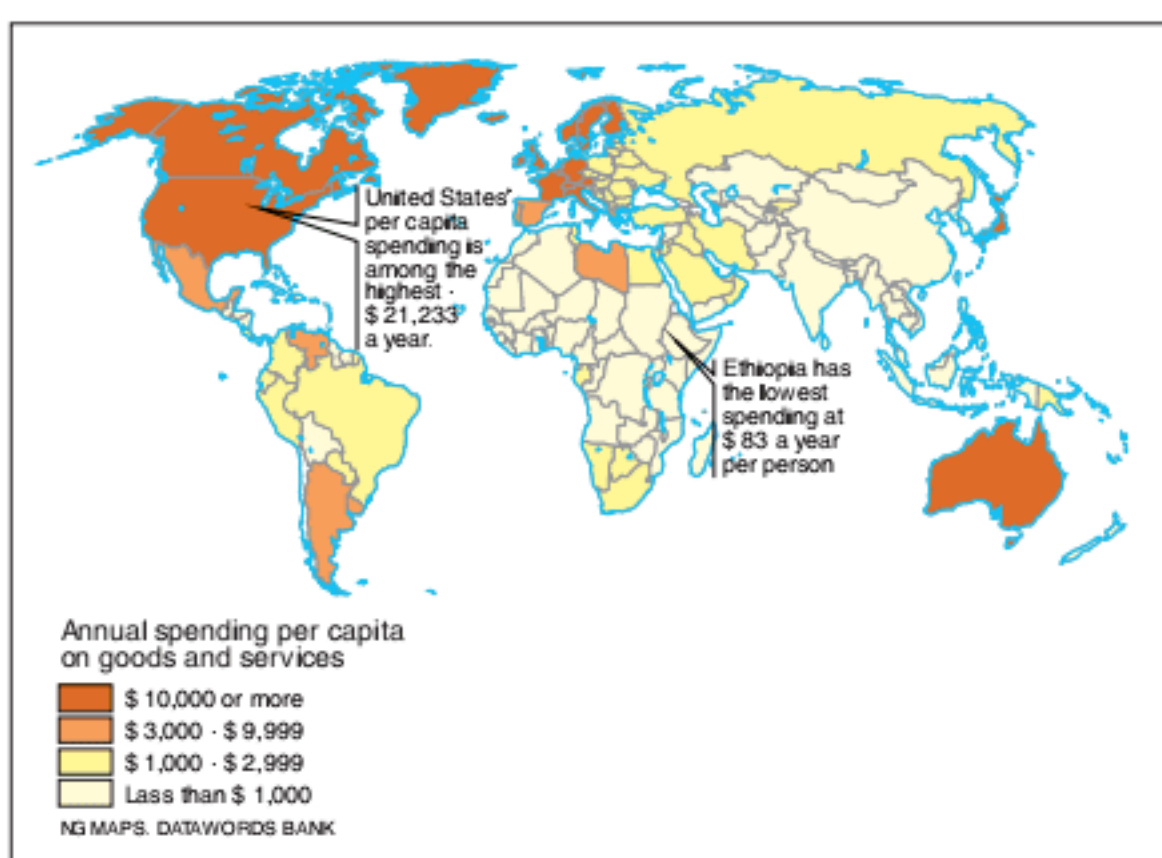 United States'
per capita
spending is
among the
highest -
$ 21,233
a year.
Ethiopia has
the lowest
spending at
$ 83 a year
per person
Annual spending per capita
on goods and services
$ 10,000 or more
$ 3,000 - $ 9,999
$ 1,000 - $ 2,999
Lass than $ 1,000
NG MAPS. DATAWORDS BANK